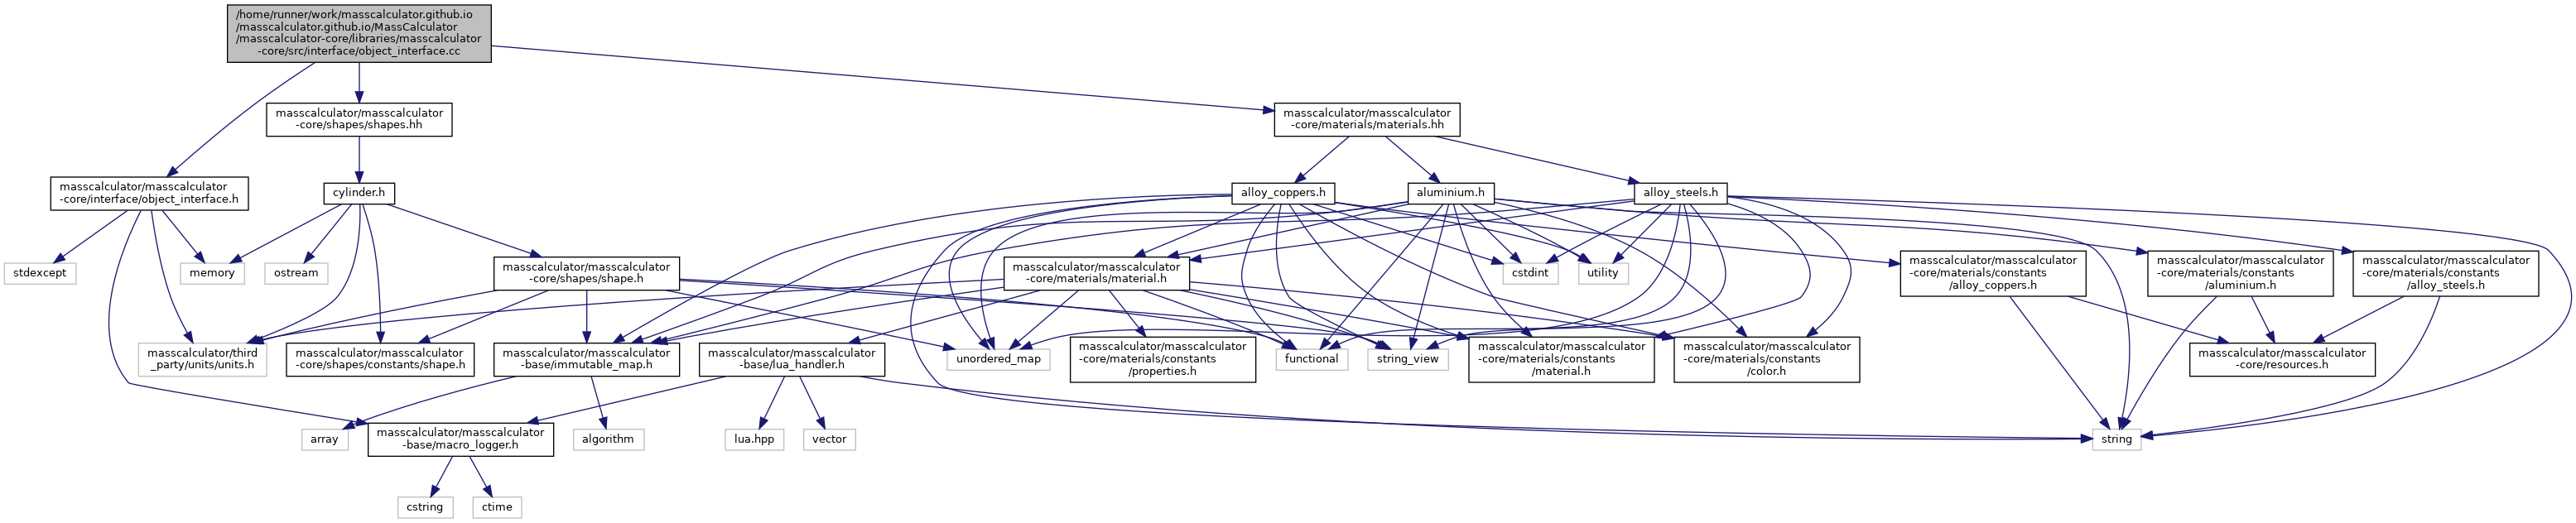 /home/runner/work/masscalculator.github.io
/masscalculator.github.io/MassCalculator
/masscalculator-core/libraries/masscalculator
-core/src/interface/object_interface.cc
masscalculator/masscalculator
-core/shapes/shapes.hh
masscalculator/masscalculator
-core/materials/materials.hh
masscalculator/masscalculator
-core/interface/object_interface.h
cylinder.h
alloy_coppers.h
aluminium.h
alloy_steels.h
stdexcept
memory
ostream
masscalculator/masscalculator
-core/shapes/shape.h
masscalculator/masscalculator
-core/materials/material.h
cstdint
utility
masscalculator/masscalculator
-core/materials/constants
/alloy_coppers.h
masscalculator/masscalculator
-core/materials/constants
/aluminium.h
masscalculator/masscalculator
-core/materials/constants
/alloy_steels.h
masscalculator/third
_party/units/units.h
masscalculator/masscalculator
-core/shapes/constants/shape.h
masscalculator/masscalculator
-base/immutable_map.h
masscalculator/masscalculator
-base/lua_handler.h
unordered_map
masscalculator/masscalculator
-core/materials/constants
/properties.h
functional
string_view
masscalculator/masscalculator
-core/materials/constants
/material.h
masscalculator/masscalculator
-core/materials/constants
/color.h
masscalculator/masscalculator
-core/resources.h
array
masscalculator/masscalculator
-base/macro_logger.h
algorithm
lua.hpp
vector
string
cstring
ctime